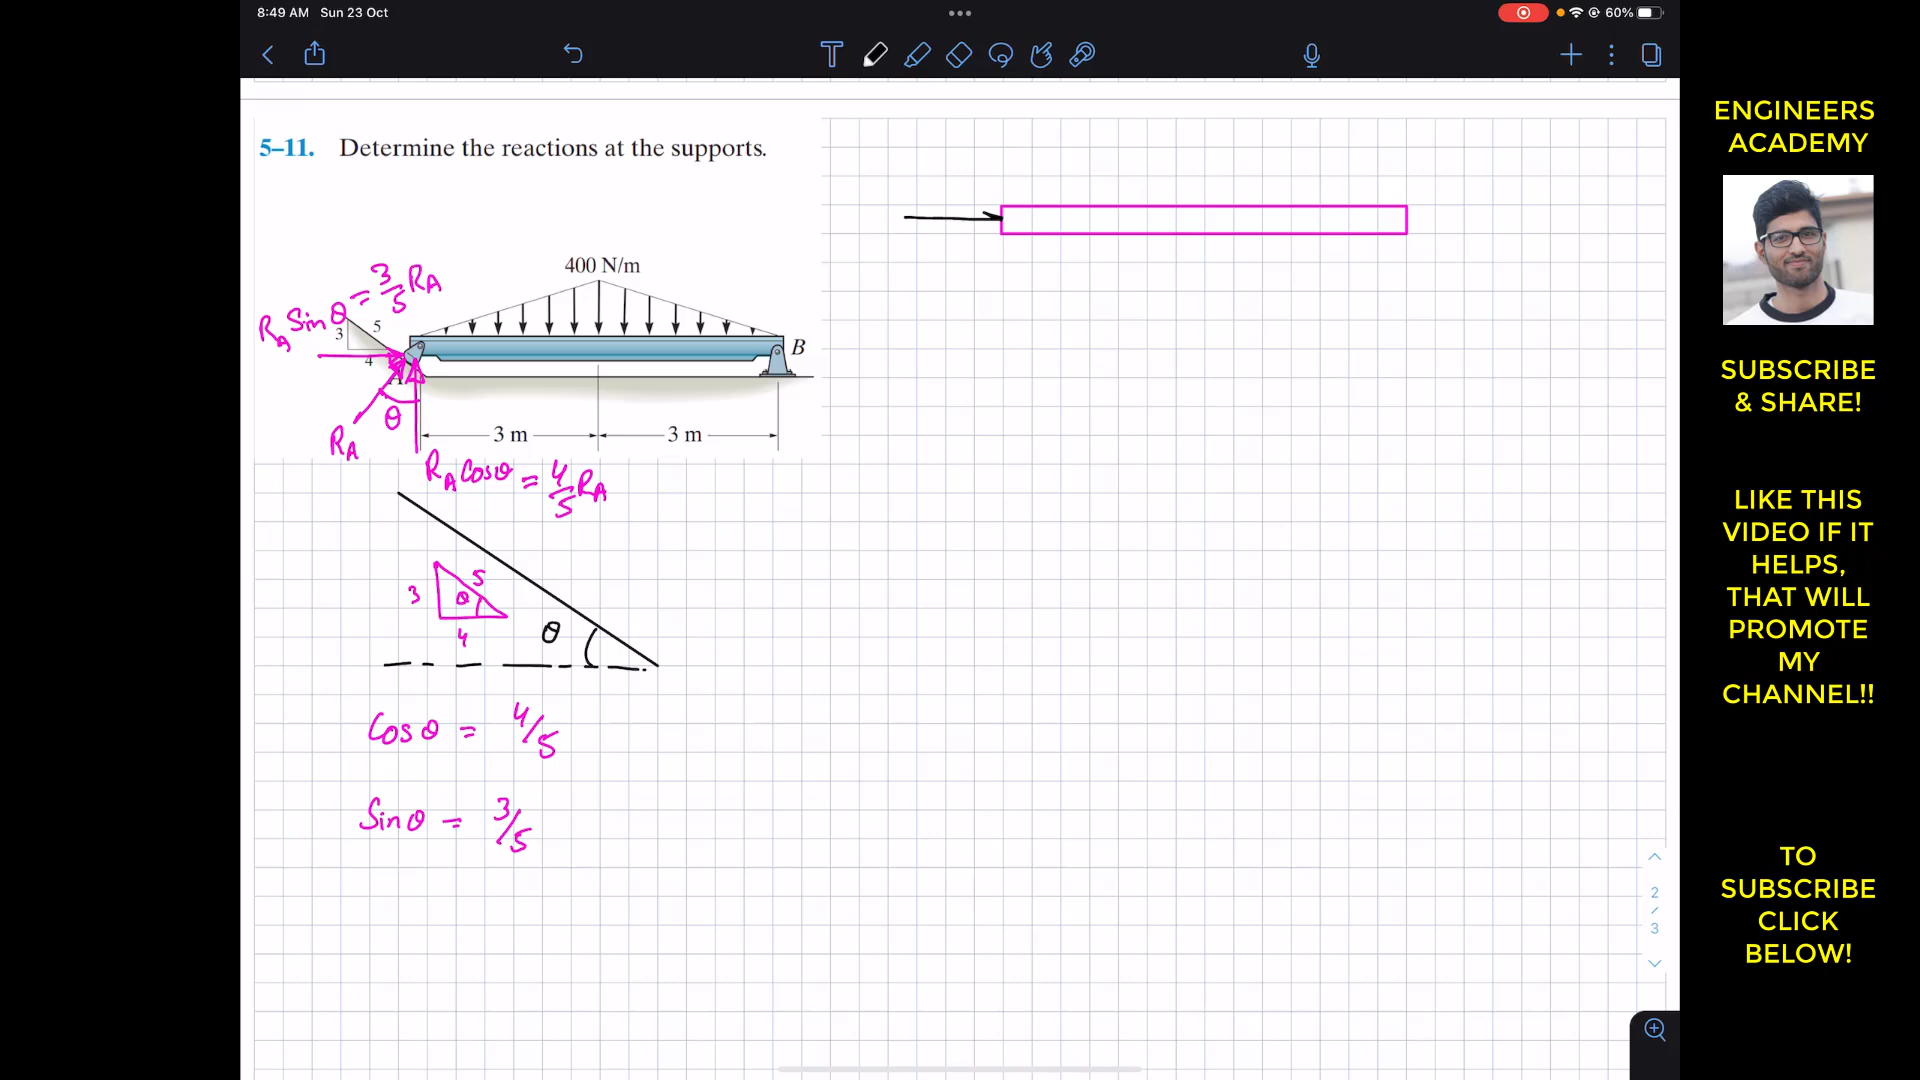 8:49 AM Sun 23 Oct
60%
5–11. Determine the reactions at the supports.
400 N/m
R_A Sin θ = 3/5 R_A
5
3
4
B
A
θ
R_A
3 m
3 m
R_A Cosθ = 4/5 R_A
3
5
θ
4
θ
Cosθ = 4/5
Sinθ = 3/5
2
/
3
ENGINEERS
ACADEMY
SUBSCRIBE
& SHARE!
LIKE THIS
VIDEO IF IT
HELPS,
THAT WILL
PROMOTE
MY
CHANNEL!!
TO
SUBSCRIBE
CLICK
BELOW!